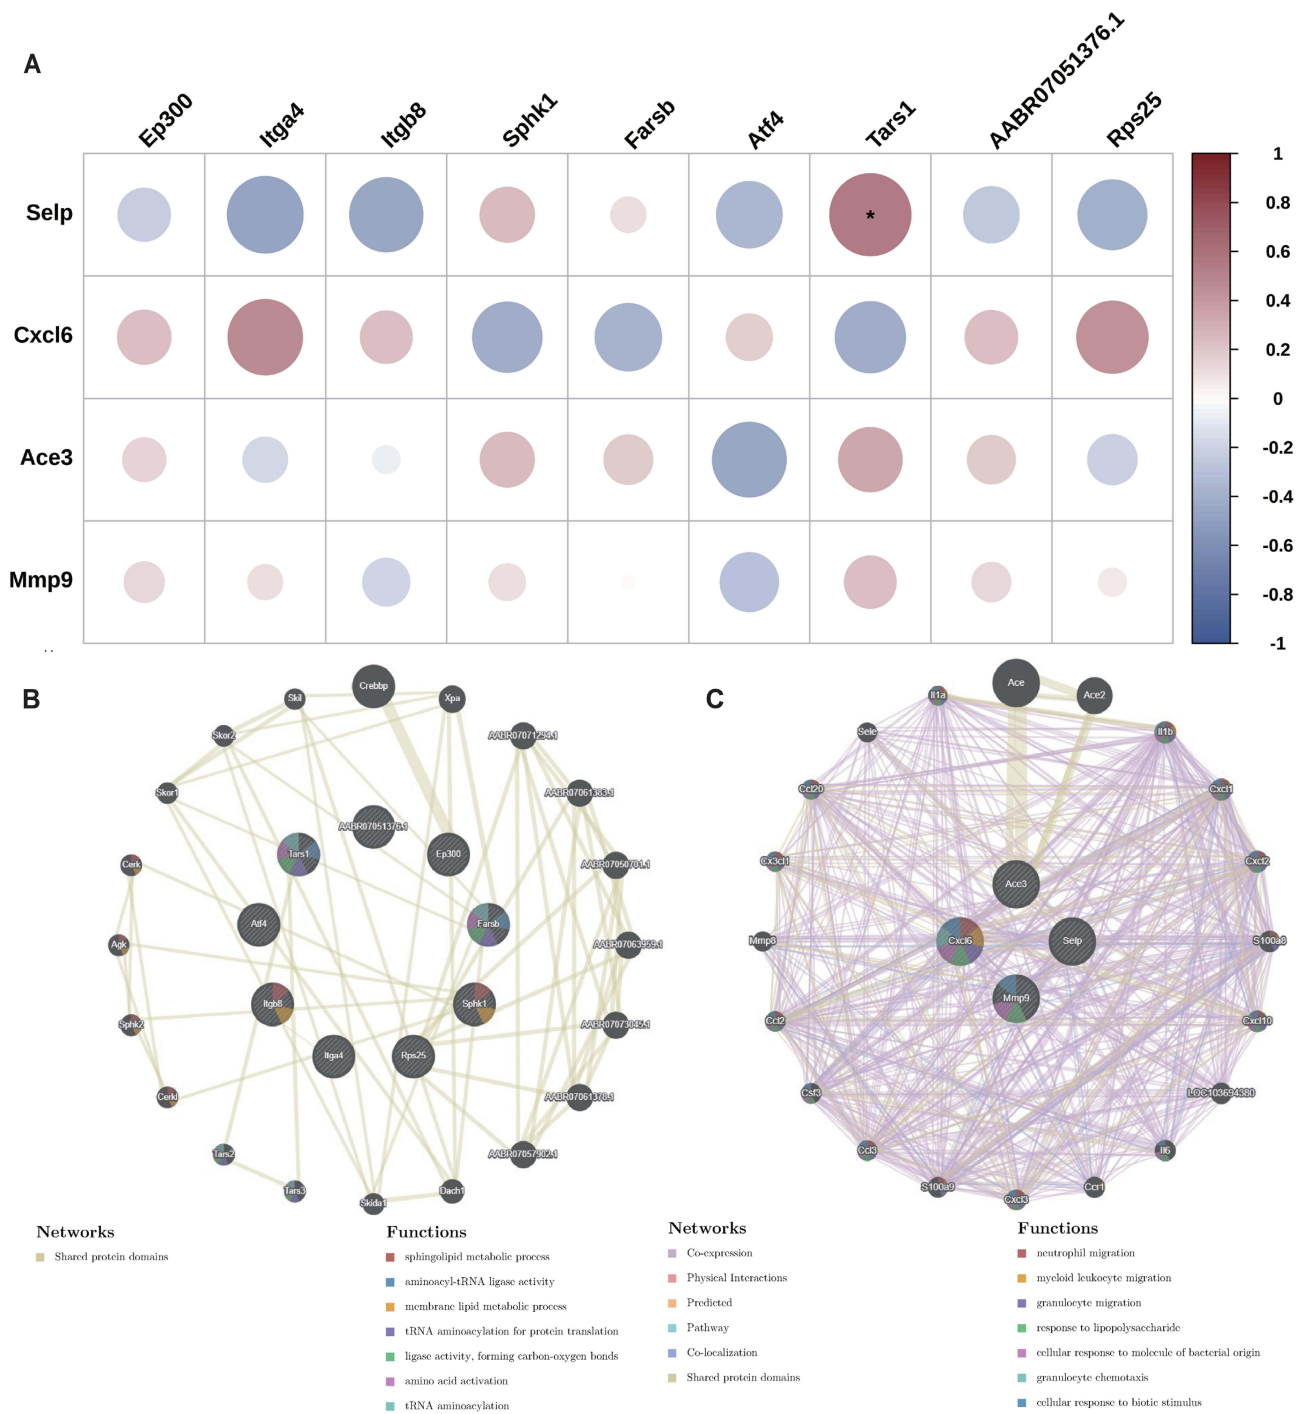 A
Ep300 Itga4 Itgb8 Sphk1 Farsb Atf4 Tars1 AABR07051376.1 Rps25
Selp
*
Cxcl6
Ace3
Mmp9
1
0.8
0.6
0.4
0.2
0
-0.2
-0.4
-0.6
-0.8
-1
B
Crebbp
Skil
Xpa
Skor2
AABR07071294.1
Skor1
AABR07061383.1
AABR07051376.1
Tars1
Ep300
Cerk
AABR07050701.1
Atf4
Farsb
Agk
AABR07063959.1
Itgb8
Sphk1
Sphk2
AABR07073045.1
Itga4
Rps25
Cerkl
AABR07061378.1
Tars2
AABR07057902.1
Tars3
Skida1
Dach1
Networks
Shared protein domains
Functions
sphingolipid metabolic process
aminoacyl-tRNA ligase activity
membrane lipid metabolic process
tRNA aminoacylation for protein translation
ligase activity, forming carbon-oxygen bonds
amino acid activation
tRNA aminoacylation
C
Ace
Ace2
Il1a
Il1b
Sele
Ccl20
Cxcl1
Cx3cl1
Cxcl2
Ace3
Mmp8
Cxcl6
Selp
S100a8
Mmp9
Ccl2
Cxcl10
Csf3
LOC103694380
Ccl3
Il6
S100a9
Cxcl3
Ccr1
Networks
Co-expression
Physical Interactions
Predicted
Pathway
Co-localization
Shared protein domains
Functions
neutrophil migration
myeloid leukocyte migration
granulocyte migration
response to lipopolysaccharide
cellular response to molecule of bacterial origin
granulocyte chemotaxis
cellular response to biotic stimulus